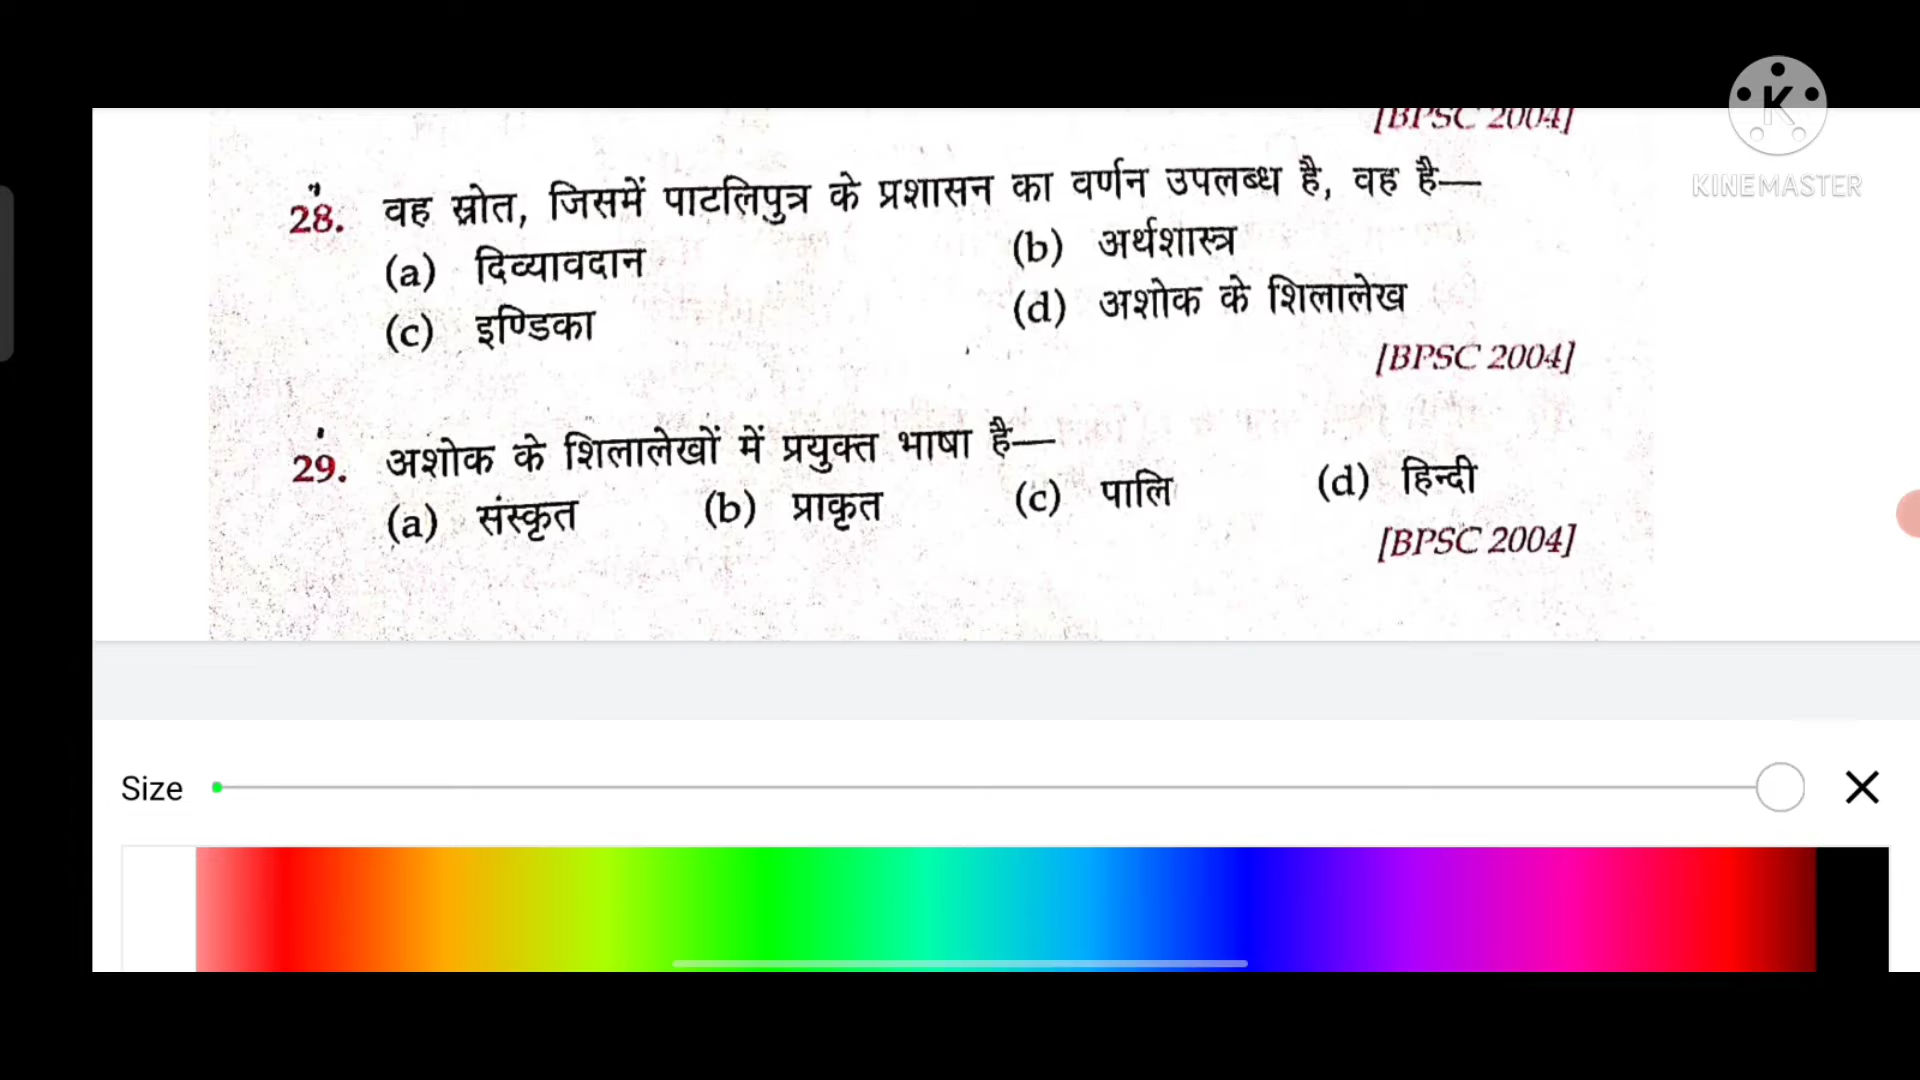 [BPSC 2004]
KINEMASTER
28. वह स्रोत, जिसमें पाटलिपुत्र के प्रशासन का वर्णन उपलब्ध है, वह है—
(a) दिव्यावदान (b) अर्थशास्त्र
(c) इण्डिका (d) अशोक के शिलालेख
[BPSC 2004]
29. अशोक के शिलालेखों में प्रयुक्त भाषा है—
(a) संस्कृत (b) प्राकृत (c) पालि (d) हिन्दी
[BPSC 2004]
Size